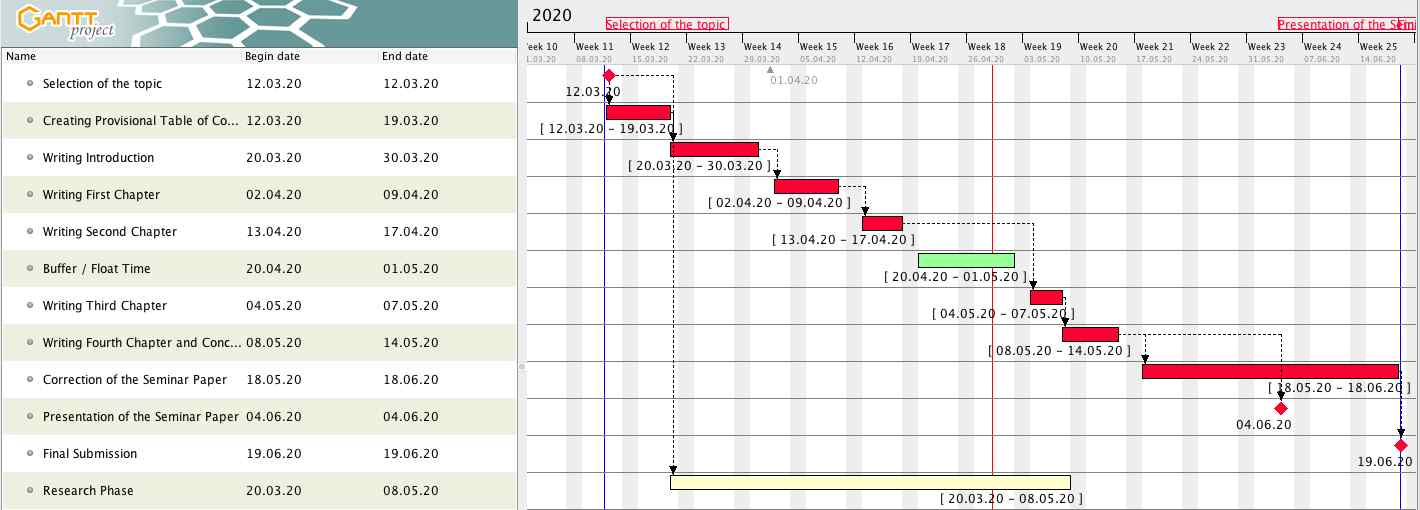 GANTT
project
2020
Selection of the topic
Presentation of the Semi
Name Begin date End date
eek 10 Week 11 Week 12 Week 13 Week 14 Week 15 Week 16 Week 17 Week 18 Week 19 Week 20 Week 21 Week 22 Week 23 Week 24 Week 25
1.03.20 08.03.20 15.03.20 22.03.20 29.03.20 05.04.20 12.04.20 19.04.20 26.04.20 03.05.20 10.05.20 17.05.20 24.05.20 31.05.20 07.06.20 14.06.20
Selection of the topic 12.03.20 12.03.20
01.04.20
12.03.20
Creating Provisional Table of Co... 12.03.20 19.03.20
[ 12.03.20 - 19.03.20 ]
Writing Introduction 20.03.20 30.03.20
[ 20.03.20 - 30.03.20 ]
Writing First Chapter 02.04.20 09.04.20
[ 02.04.20 - 09.04.20 ]
Writing Second Chapter 13.04.20 17.04.20
[ 13.04.20 - 17.04.20 ]
Buffer / Float Time 20.04.20 01.05.20
[ 20.04.20 - 01.05.20 ]
Writing Third Chapter 04.05.20 07.05.20
[ 04.05.20 - 07.05.20 ]
Writing Fourth Chapter and Conc... 08.05.20 14.05.20
[ 08.05.20 - 14.05.20 ]
Correction of the Seminar Paper 18.05.20 18.06.20
[ 18.05.20 - 18.06.20 ]
Presentation of the Seminar Paper 04.06.20 04.06.20
04.06.20
Final Submission 19.06.20 19.06.20
19.06.20
Research Phase 20.03.20 08.05.20
[ 20.03.20 - 08.05.20 ]